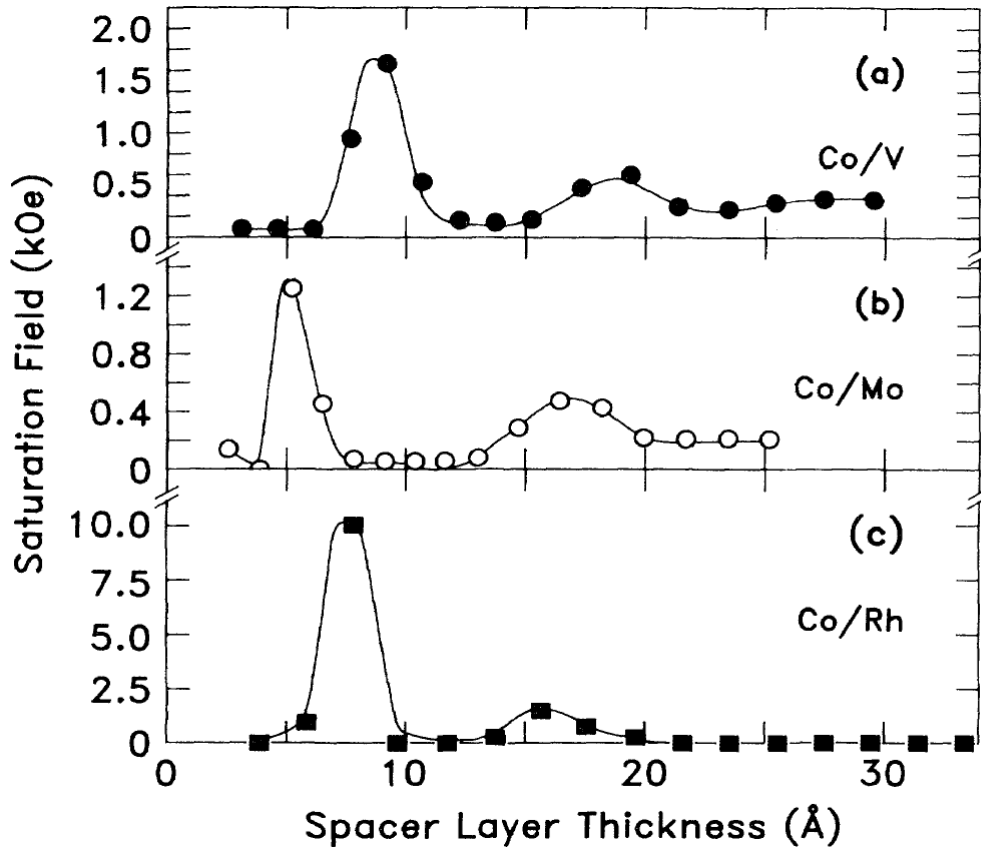 2.0
(a)
1.5
1.0
Co/V
0.5
0
1.2
(b)
0.8
Co/Mo
0.4
0
10.0
(c)
7.5
Co/Rh
5.0
2.5
0
0 10 20 30
Spacer Layer Thickness (Å)
Saturation Field (kOe)